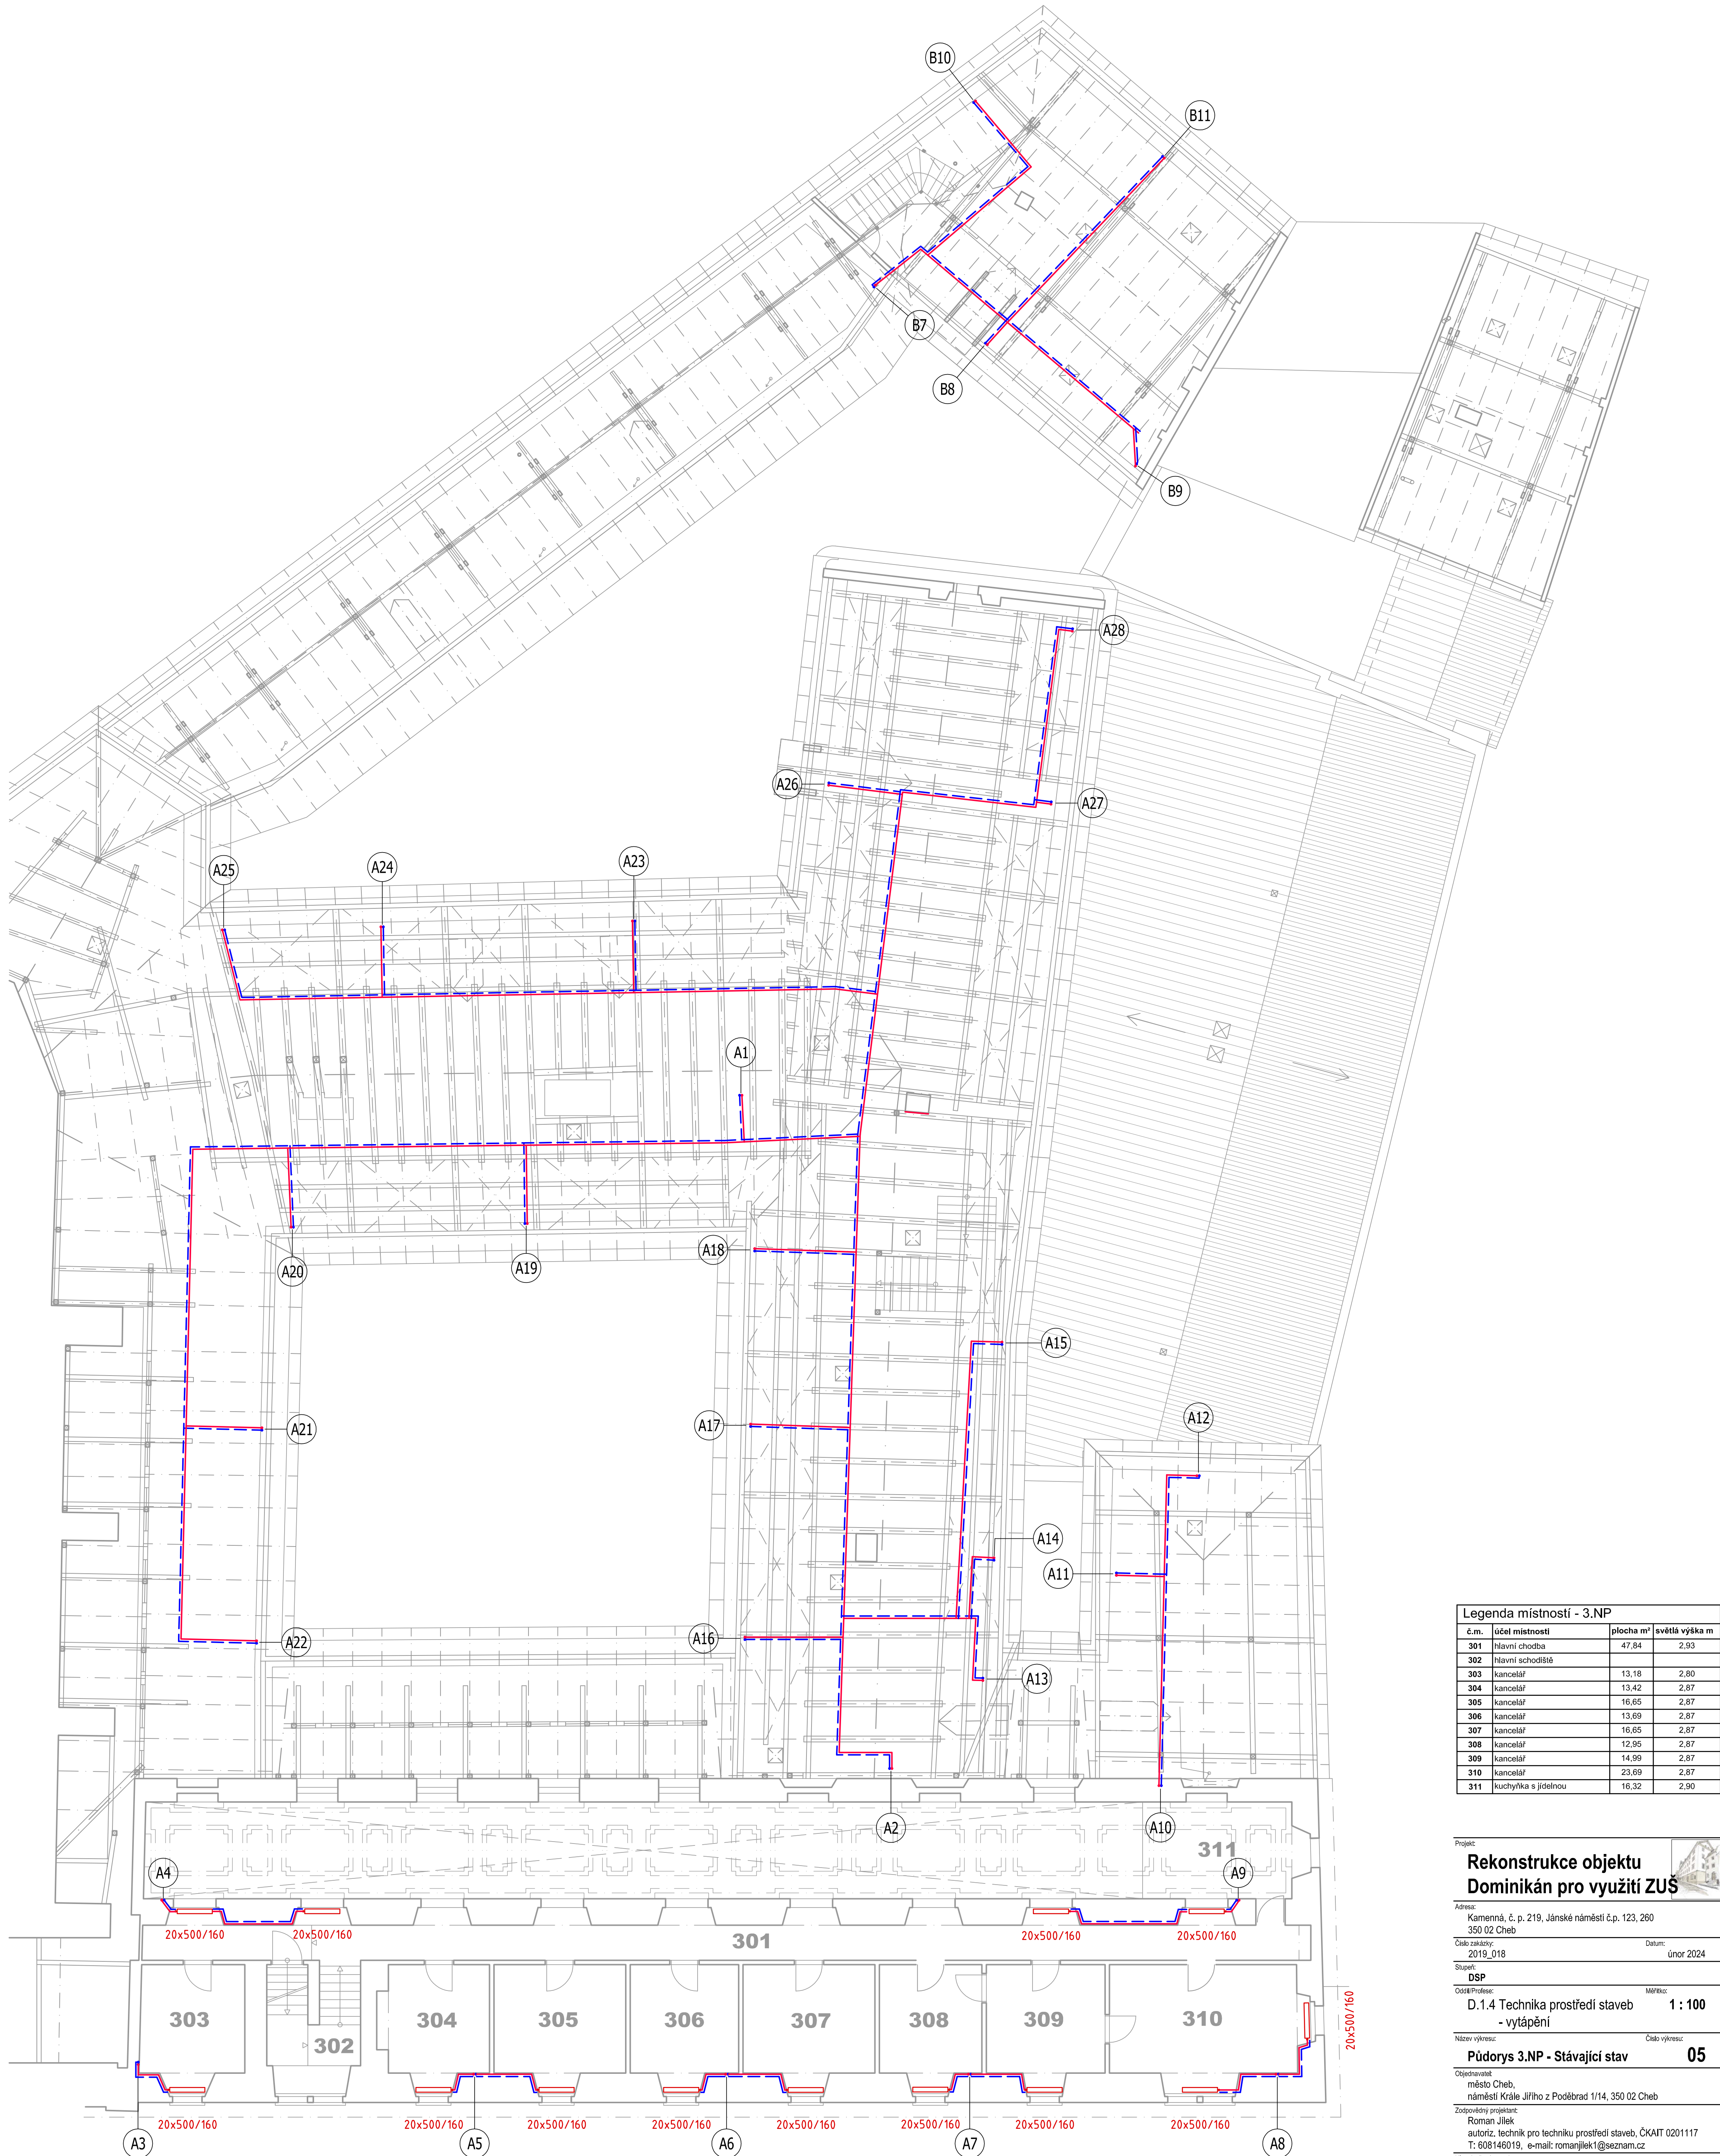 B10
B11
B7
B8
B9
A28
A26
A27
A25
A24
A23
A1
A20
A19
A18
A15
A21
A17
A12
A14
A11
A22
A16
A13
A2
A10
311
A4
A9
20x500/160
20x500/160
20x500/160
20x500/160
301
303
302
304
305
306
307
308
309
310
20x500/160
20x500/160
20x500/160
20x500/160
20x500/160
20x500/160
20x500/160
20x500/160
20x500/160
A3
A5
A6
A7
A8
Legenda místností - 3.NP
č.m. účel místnosti plocha m² světlá výška m
301 hlavní chodba 47,84 2,93
302 hlavní schodiště
303 kancelář 13,18 2,80
304 kancelář 13,42 2,87
305 kancelář 16,65 2,87
306 kancelář 13,69 2,87
307 kancelář 16,65 2,87
308 kancelář 12,95 2,87
309 kancelář 14,99 2,87
310 kancelář 23,69 2,87
311 kuchyňka s jídelnou 16,32 2,90
Projekt:
Rekonstrukce objektu
Dominikán pro využití ZUŠ
Adresa:
Kamenná, č. p. 219, Jánské náměstí č.p. 123, 260
350 02 Cheb
Číslo zakázky: Datum:
2019_018 únor 2024
Stupeň:
DSP
Oddíl/Profese: Měřítko:
D.1.4 Technika prostředí staveb 1 : 100
- vytápění
Název výkresu: Číslo výkresu:
Půdorys 3.NP - Stávající stav 05
Objednavatel:
město Cheb,
náměstí Krále Jiřího z Poděbrad 1/14, 350 02 Cheb
Zodpovědný projektant:
Roman Jílek
autoriz, technik pro techniku prostředí staveb, ČKAIT 0201117
T: 608146019, e-mail: romanjilek1@seznam.cz